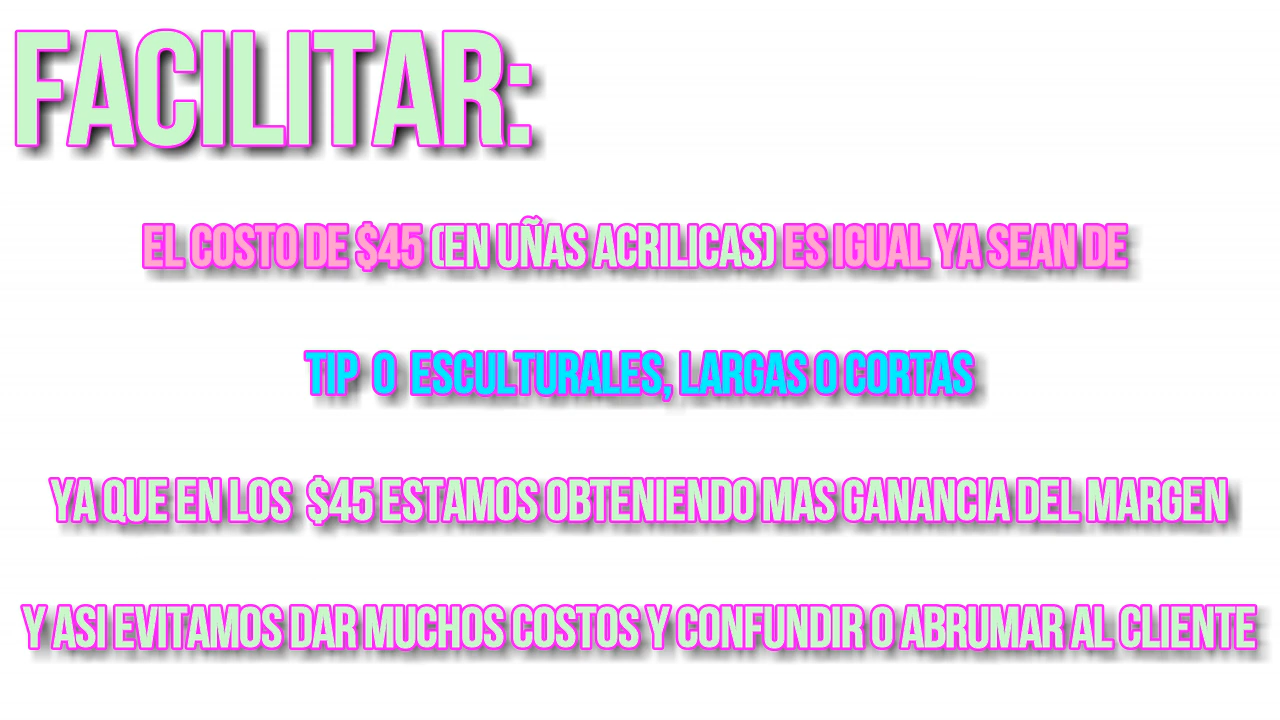 FACILITAR:
EL COSTO DE $45 (EN UÑAS ACRILICAS) ES IGUAL YA SEAN DE
TIP O ESCULTURALES, LARGAS O CORTAS
YA QUE EN LOS $45 ESTAMOS OBTENIENDO MAS GANANCIA DEL MARGEN
Y ASI EVITAMOS DAR MUCHOS COSTOS Y CONFUNDIR O ABRUMAR AL CLIENTE